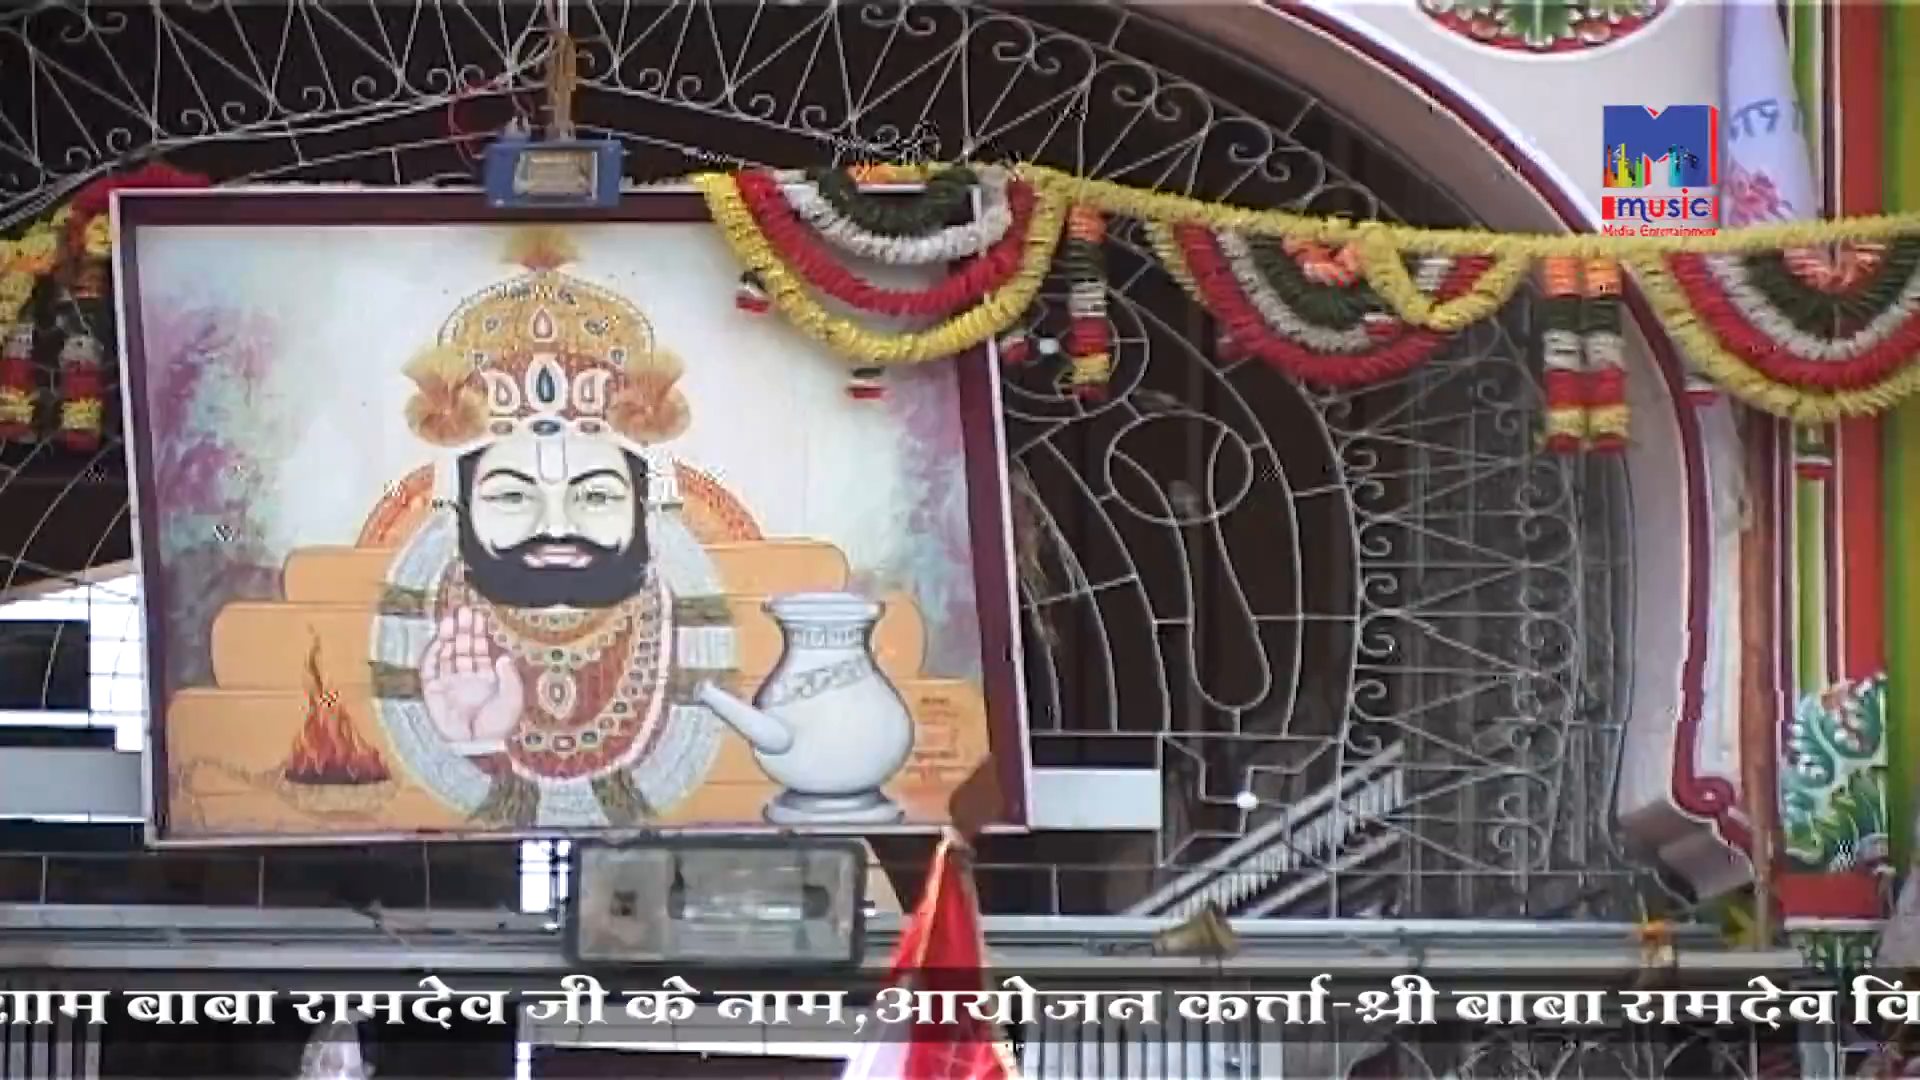 music
Media Entertainment
बाबा रामदेव जी के नाम,आयोजन कर्त्ता-श्री बाबा रामदेव